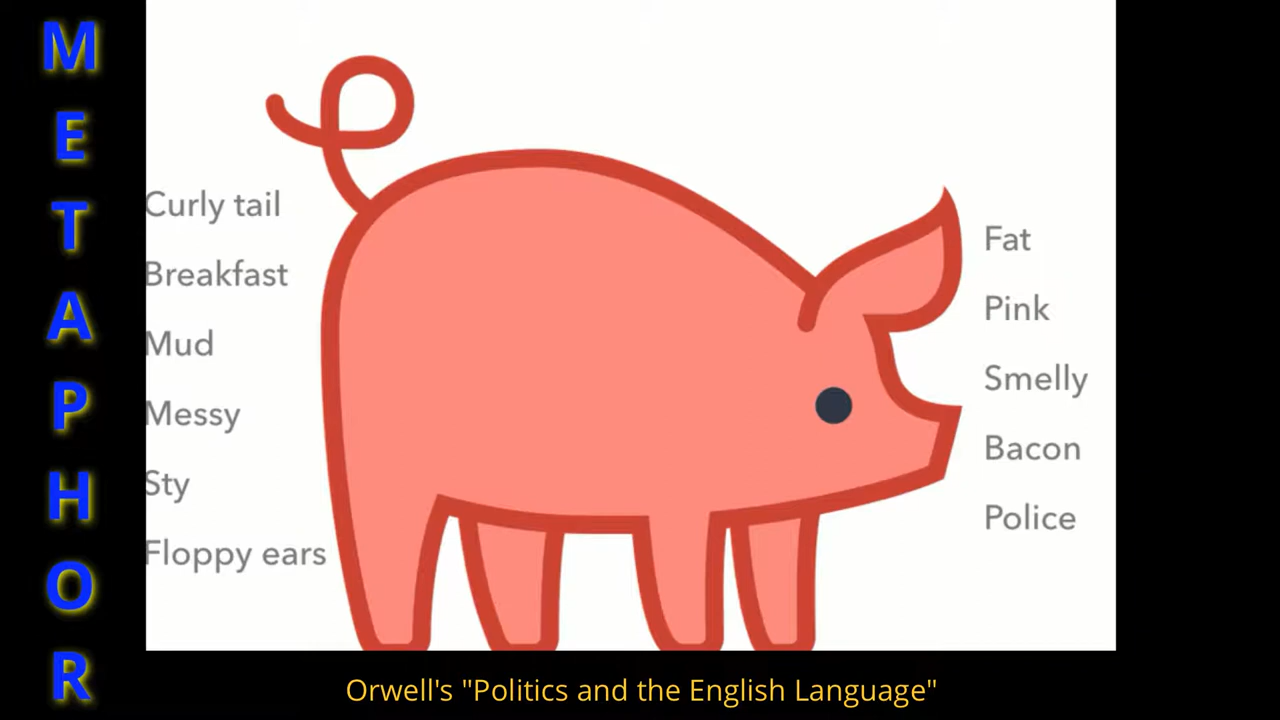 METAPHOR
Curly tail
Breakfast
Mud
Messy
Sty
Floppy ears
Fat
Pink
Smelly
Bacon
Police
Orwell's "Politics and the English Language"